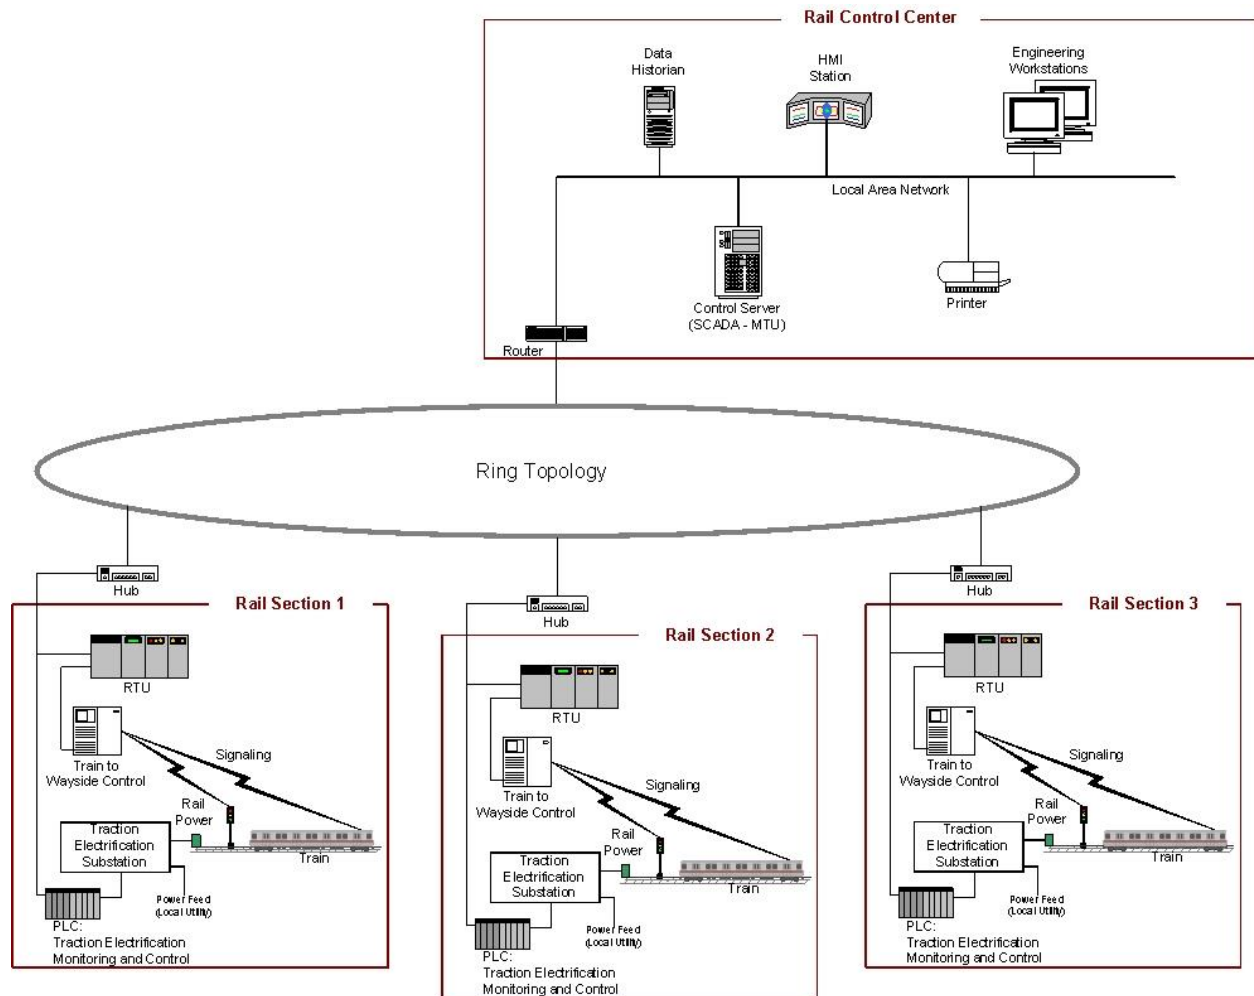 Rail Control Center
Data
Historian
HMI
Station
Engineering
Workstations
Local Area Network
Control Server
(SCADA - MTU)
Printer
Router
Ring Topology
Hub
Rail Section 1
RTU
Train to
Wayside Control
Signaling
Rail
Power
Traction
Electrification
Substation
Train
Power Feed
(Local Utility)
PLC:
Traction Electrification
Monitoring and Control
Hub
Rail Section 2
RTU
Train to
Wayside Control
Signaling
Rail
Power
Traction
Electrification
Substation
Train
Power Feed
(Local Utility)
PLC:
Traction Electrification
Monitoring and Control
Hub
Rail Section 3
RTU
Train to
Wayside Control
Signaling
Rail
Power
Traction
Electrification
Substation
Train
Power Feed
(Local Utility)
PLC:
Traction Electrification
Monitoring and Control